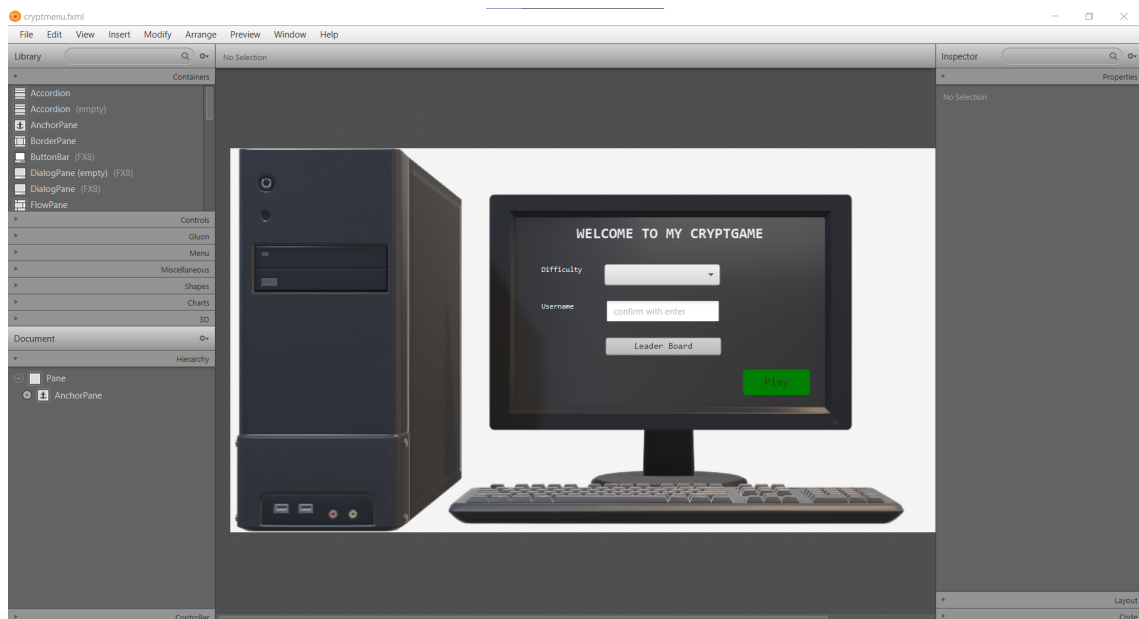 cryptmenu.fxml
File Edit View Insert Modify Arrange Preview Window Help
Library
No Selection
Inspector
Containers
Properties
Accordion
No Selection
Accordion (empty)
AnchorPane
BorderPane
ButtonBar (FX8)
DialogPane (empty) (FX8)
DialogPane (FX8)
FlowPane
Controls
Gluon
Menu
Miscellaneous
Shapes
Charts
3D
Document
Hierarchy
Pane
AnchorPane
Controller
WELCOME TO MY CRYPTGAME
Difficulty
Username
confirm with enter
Leader Board
Play
Layout
Code